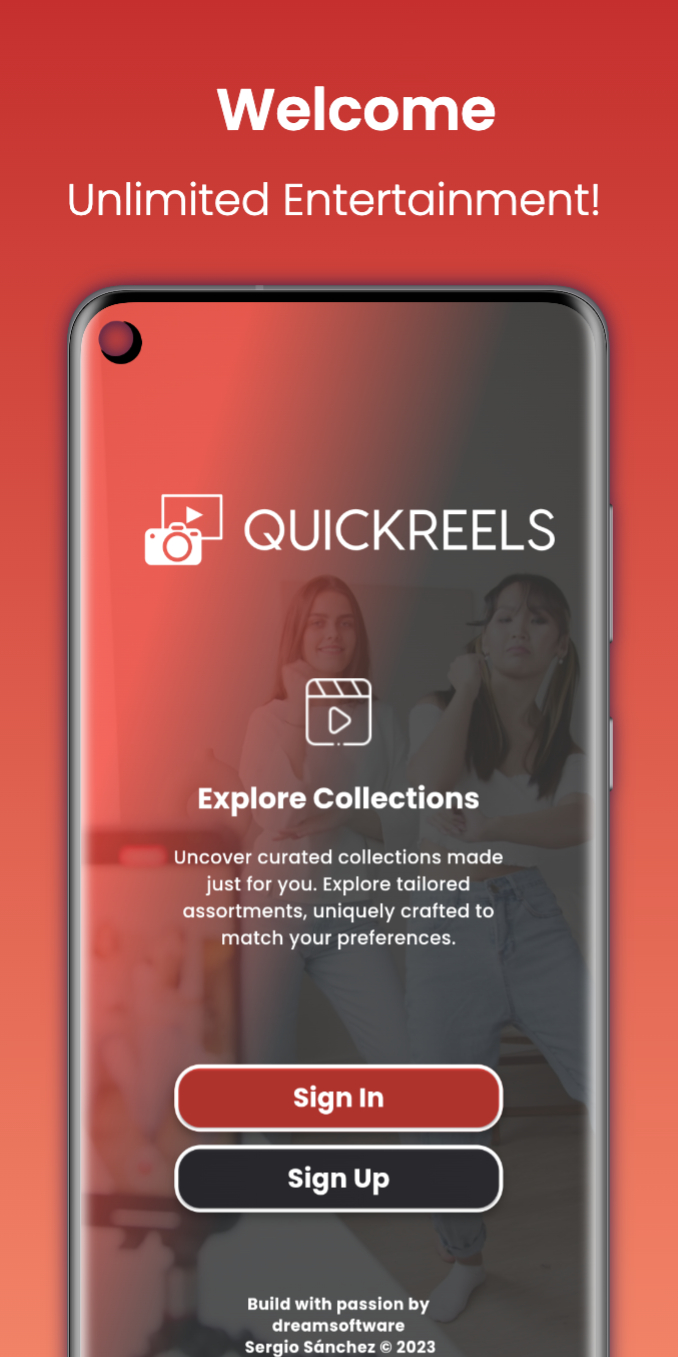 Welcome
Unlimited Entertainment!
QUICKREELS
Explore Collections
Uncover curated collections made
just for you. Explore tailored
assortments, uniquely crafted to
match your preferences.
Sign In
Sign Up
Build with passion by
dreamsoftware
Sergio Sánchez © 2023